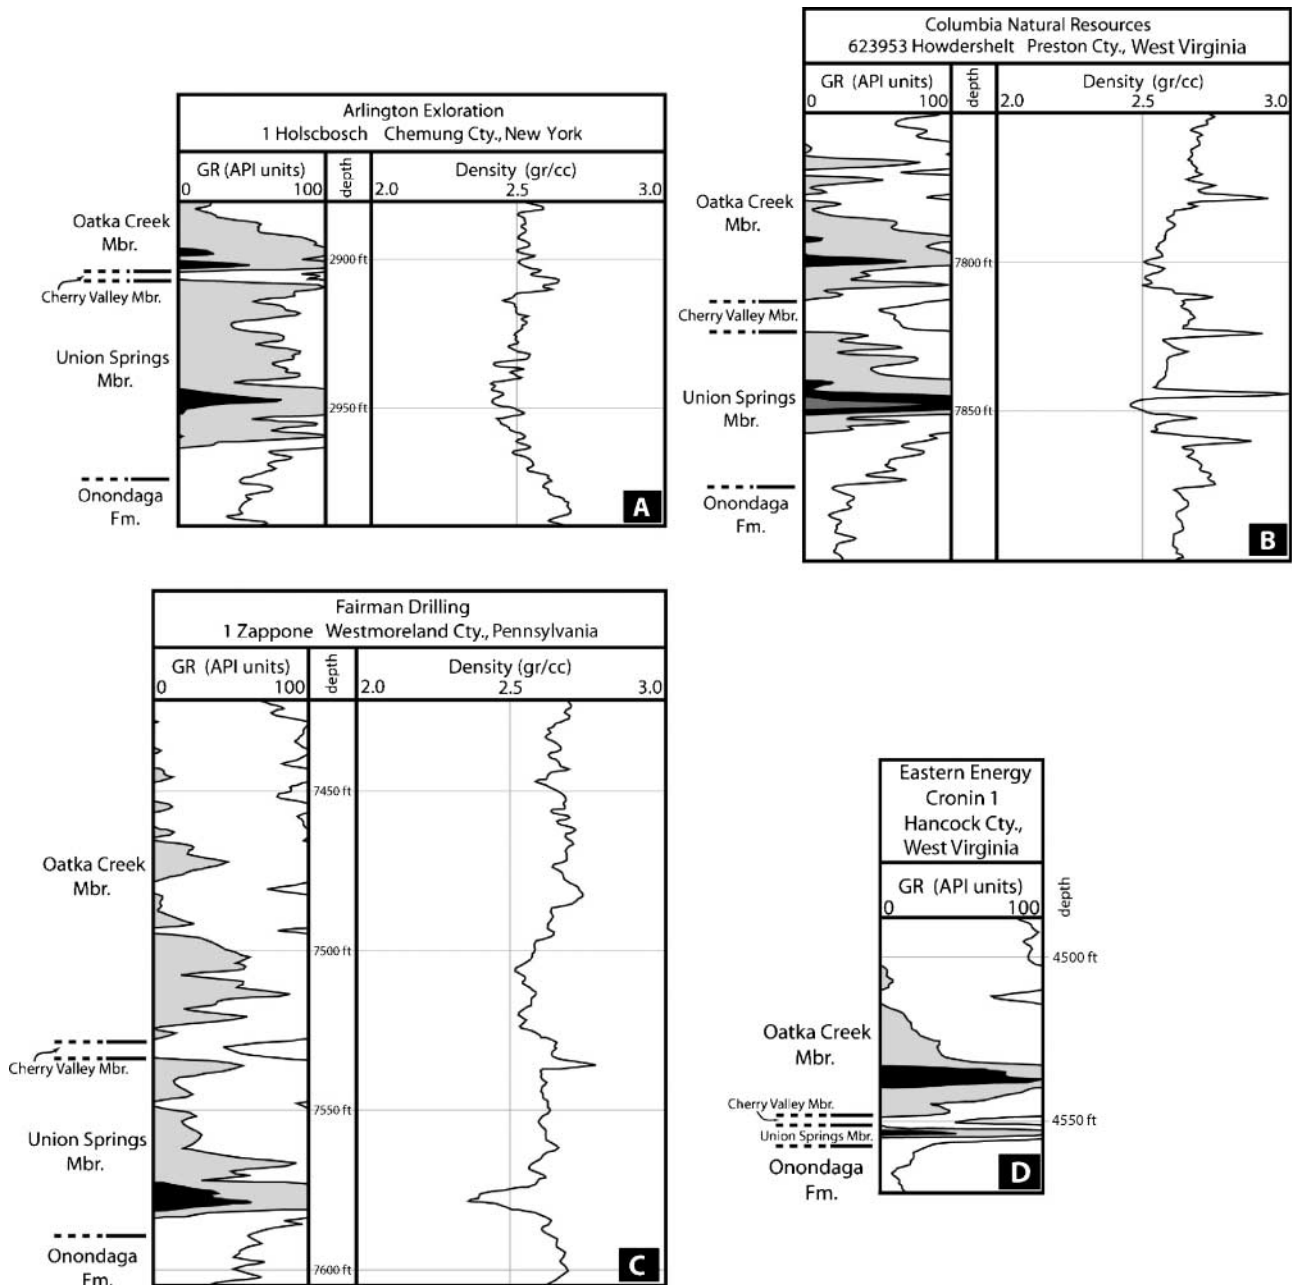 Arlington Exloration
1 Holscbosch Chemung Cty., New York
GR (API units)
0 100
depth
Density (gr/cc)
2.0 2.5 3.0
Oatka Creek
Mbr.
2900 ft
Cherry Valley Mbr.
Union Springs
Mbr.
2950 ft
Onondaga
Fm.
A
Columbia Natural Resources
623953 Howdershelt Preston Cty., West Virginia
GR (API units)
0 100
depth
Density (gr/cc)
2.0 2.5 3.0
Oatka Creek
Mbr.
7800 ft
Cherry Valley Mbr.
Union Springs
Mbr.
7850 ft
Onondaga
Fm.
B
Fairman Drilling
1 Zappone Westmoreland Cty., Pennsylvania
GR (API units)
0 100
depth
Density (gr/cc)
2.0 2.5 3.0
7450 ft
Oatka Creek
Mbr.
7500 ft
Cherry Valley Mbr.
7550 ft
Union Springs
Mbr.
Onondaga
Fm.
7600 ft
C
Eastern Energy
Cronin 1
Hancock Cty.,
West Virginia
GR (API units)
0 100
depth
4500 ft
Oatka Creek
Mbr.
Cherry Valley Mbr.
4550 ft
Union Springs Mbr.
Onondaga
Fm.
D